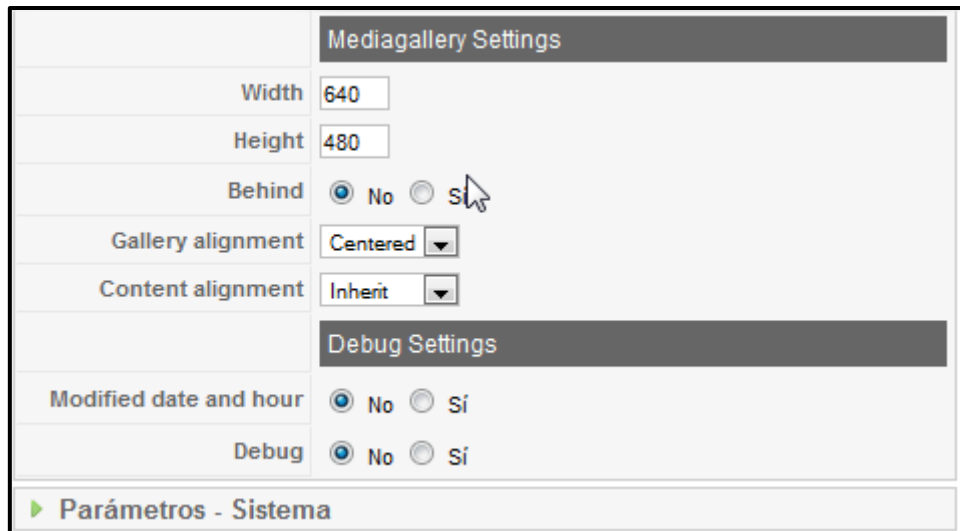 Mediagallery Settings
Width 640
Height 480
Behind No Sí
Gallery alignment Centered
Content alignment Inherit
Debug Settings
Modified date and hour No Sí
Debug No Sí
Parámetros - Sistema